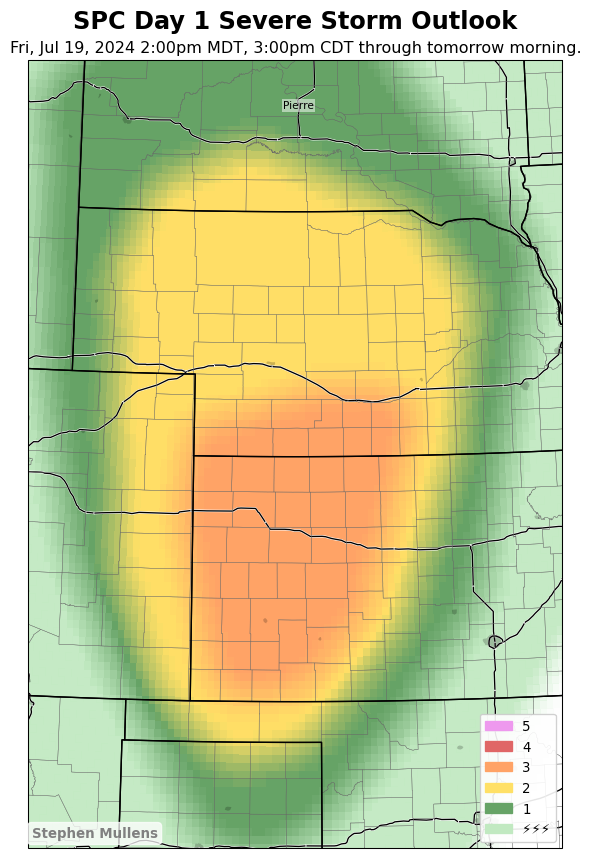 SPC Day 1 Severe Storm Outlook
Fri, Jul 19, 2024 2:00pm MDT, 3:00pm CDT through tomorrow morning.
Pierre
5
4
3
2
1
⚡⚡⚡
Stephen Mullens